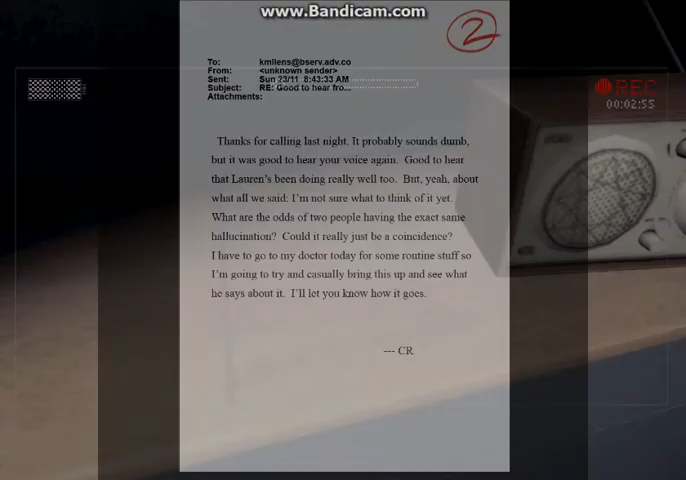 www.Bandicam.com
2
To: kmilens@bserv.adv.co
From: <unknown sender>
Sent: Sun 23/11 8:43:33 AM
Subject: RE: Good to hear fro...
Attachments:
REC
00:02:55
Thanks for calling last night. It probably sounds dumb,
but it was good to hear your voice again. Good to hear
that Lauren's been doing really well too. But, yeah, about
what all we said: I'm not sure what to think of it yet.
What are the odds of two people having the exact same
hallucination? Could it really just be a coincidence?
I have to go to my doctor today for some routine stuff so
I'm going to try and casually bring this up and see what
he says about it. I'll let you know how it goes.
--- CR